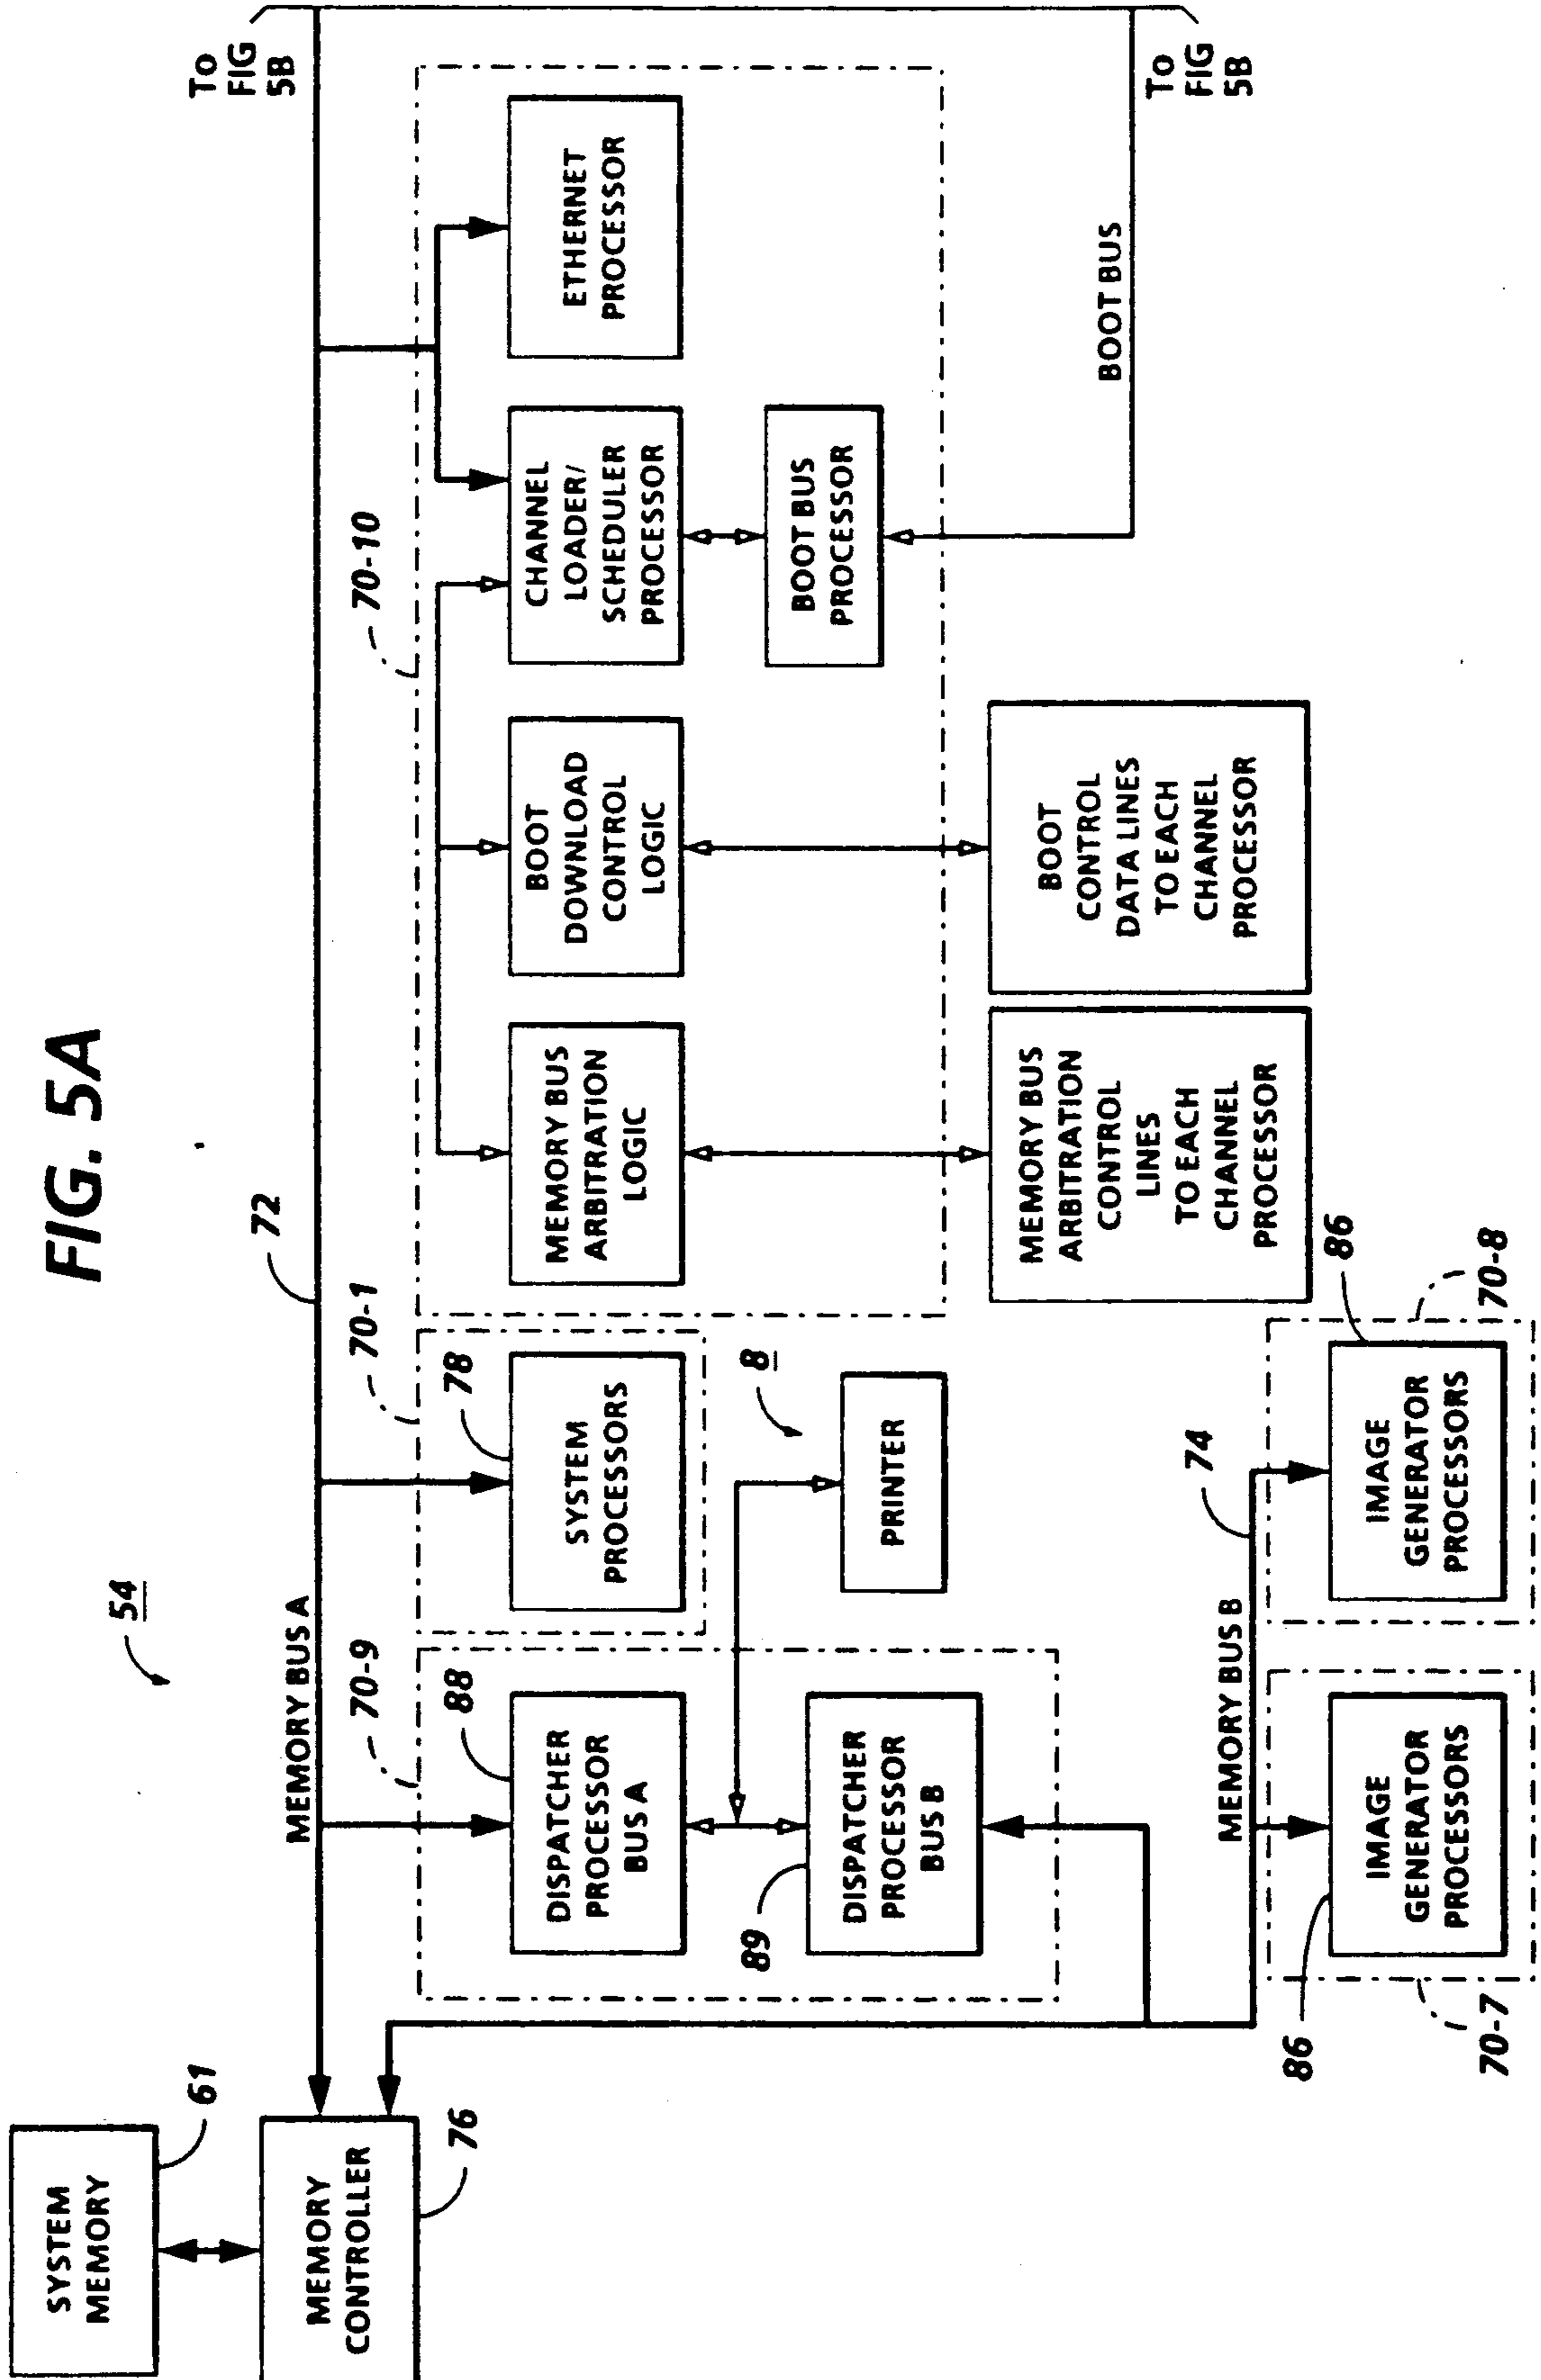 FIG. 5A
54
SYSTEM
MEMORY
61
MEMORY
CONTROLLER
76
MEMORY BUS A
72
To
FIG
5B
70-9
88
DISPATCHER
PROCESSOR
BUS A
89
DISPATCHER
PROCESSOR
BUS B
70-1
78
SYSTEM
PROCESSORS
8
PRINTER
70-10
MEMORY BUS
ARBITRATION
LOGIC
BOOT
DOWNLOAD
CONTROL
LOGIC
CHANNEL
LOADER/
SCHEDULER
PROCESSOR
ETHERNET
PROCESSOR
BOOT BUS
PROCESSOR
MEMORY BUS
ARBITRATION
CONTROL
LINES
TO EACH
CHANNEL
PROCESSOR
BOOT
CONTROL
DATA LINES
TO EACH
CHANNEL
PROCESSOR
BOOT BUS
To
FIG
5B
MEMORY BUS B
74
86
IMAGE
GENERATOR
PROCESSORS
70-7
86
IMAGE
GENERATOR
PROCESSORS
70-8